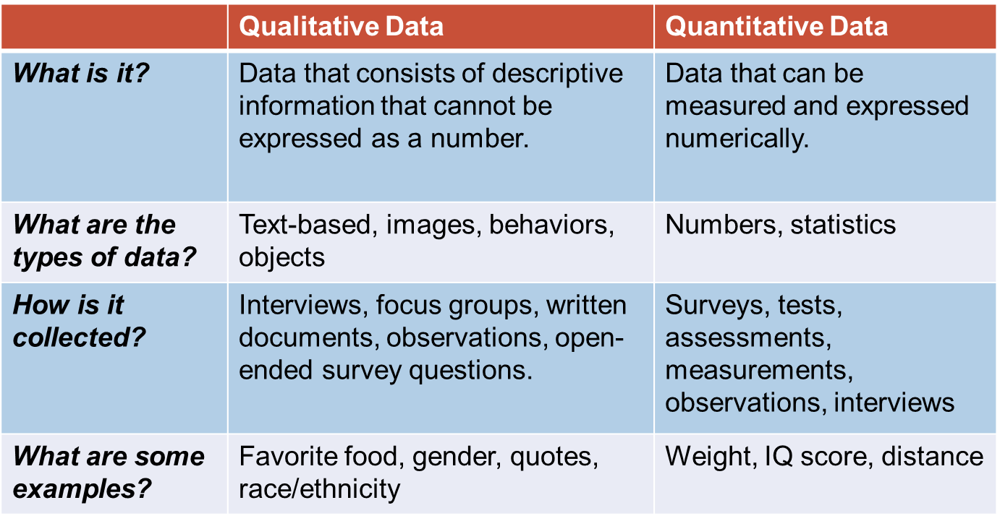 Qualitative Data
Quantitative Data
What is it?
Data that consists of descriptive
information that cannot be
expressed as a number.
Data that can be
measured and expressed
numerically.
What are the
types of data?
Text-based, images, behaviors,
objects
Numbers, statistics
How is it
collected?
Interviews, focus groups, written
documents, observations, open-
ended survey questions.
Surveys, tests,
assessments,
measurements,
observations, interviews
What are some
examples?
Favorite food, gender, quotes,
race/ethnicity
Weight, IQ score, distance